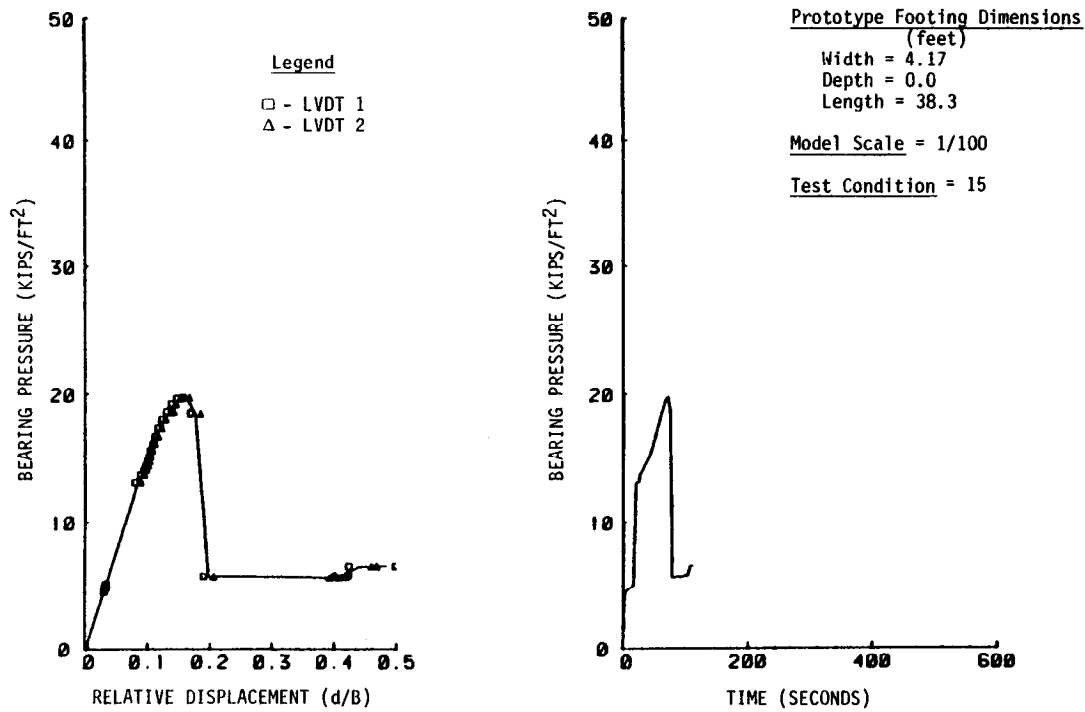 50
40
30
20
10
0
BEARING PRESSURE (KIPS/FT²)
Legend
□ - LVDT 1
△ - LVDT 2
0 0.1 0.2 0.3 0.4 0.5
RELATIVE DISPLACEMENT (d/B)
50
40
30
20
10
0
BEARING PRESSURE (KIPS/FT²)
Prototype Footing Dimensions
(feet)
Width = 4.17
Depth = 0.0
Length = 38.3
Model Scale = 1/100
Test Condition = 15
0 200 400 600
TIME (SECONDS)